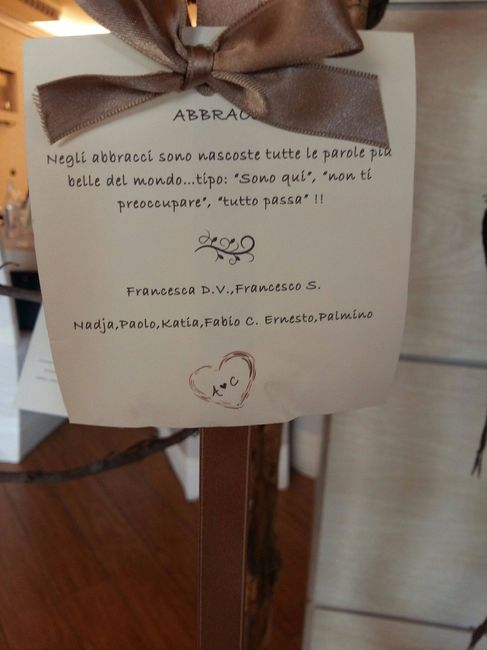 ABBRAC
Negli abbracci sono nascoste tutte le parole più
belle del mondo...tipo: "Sono qui", "non ti
preoccupare", "tutto passa" !!
Francesca D.V.,Francesco S.
Nadja,Paolo,Katia,Fabio C. Ernesto,Palmino
A♥C